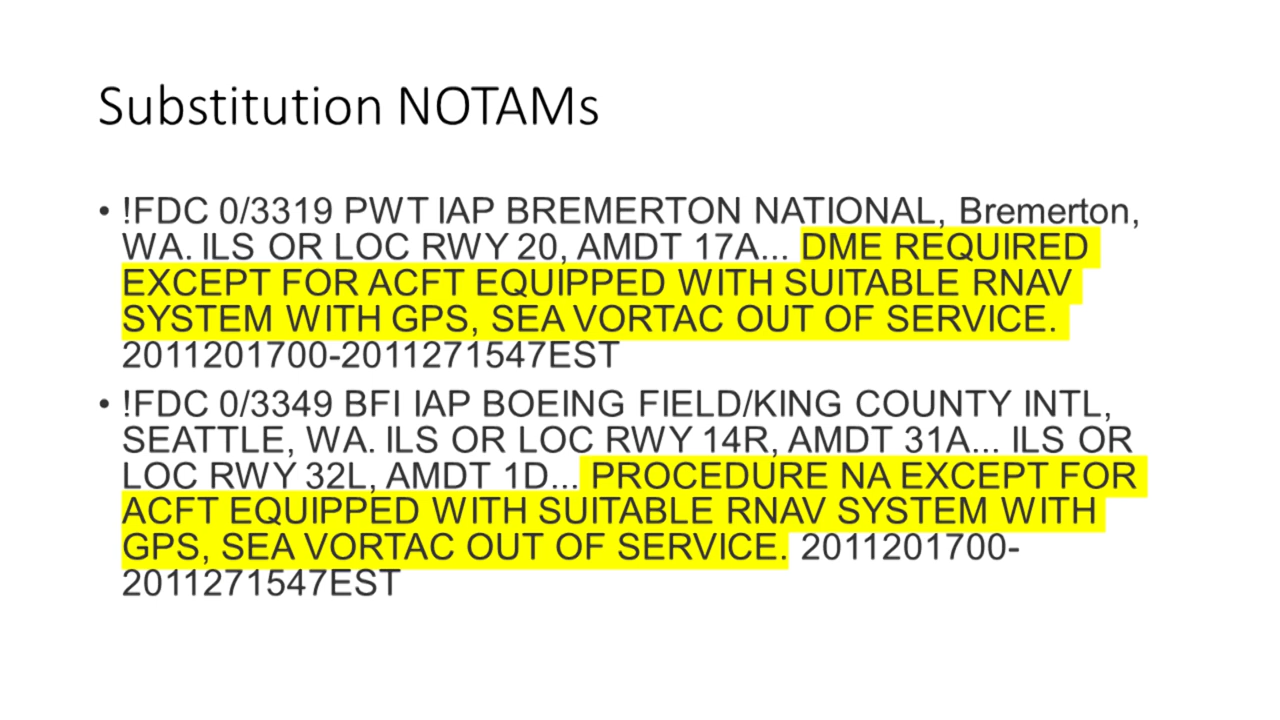 Substitution NOTAMs
• !FDC 0/3319 PWT IAP BREMERTON NATIONAL, Bremerton,
WA. ILS OR LOC RWY 20, AMDT 17A... DME REQUIRED
EXCEPT FOR ACFT EQUIPPED WITH SUITABLE RNAV
SYSTEM WITH GPS, SEA VORTAC OUT OF SERVICE.
2011201700-2011271547EST
• !FDC 0/3349 BFI IAP BOEING FIELD/KING COUNTY INTL,
SEATTLE, WA. ILS OR LOC RWY 14R, AMDT 31A... ILS OR
LOC RWY 32L, AMDT 1D... PROCEDURE NA EXCEPT FOR
ACFT EQUIPPED WITH SUITABLE RNAV SYSTEM WITH
GPS, SEA VORTAC OUT OF SERVICE. 2011201700-
2011271547EST